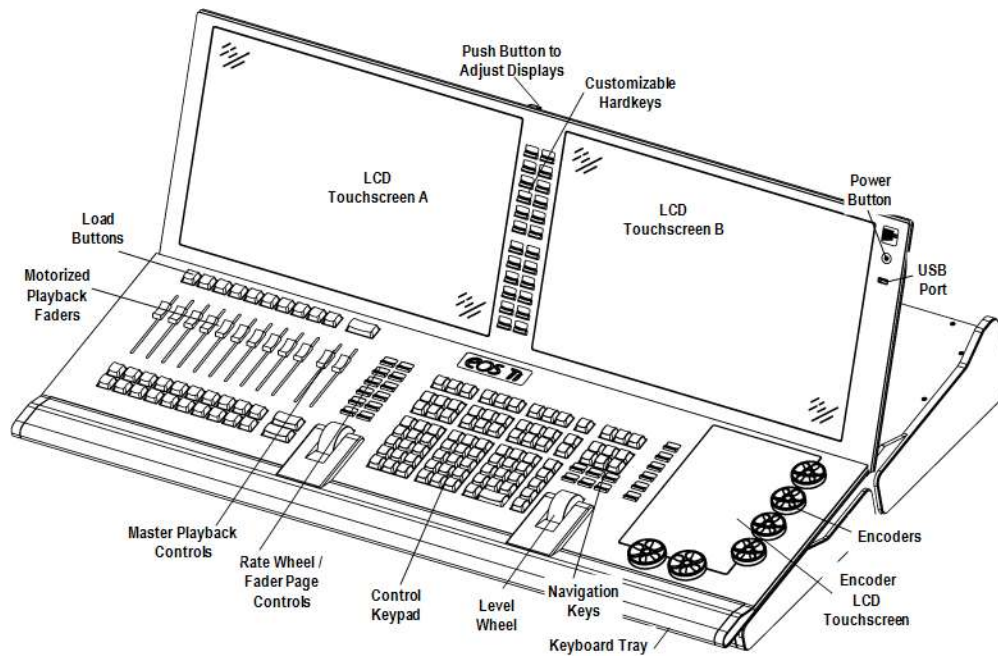 Push Button to
Adjust Displays
Customizable
Hardkeys
LCD
Touchscreen A
LCD
Touchscreen B
Power
Button
USB
Port
Load
Buttons
Motorized
Playback
Faders
eos Ti
Master Playback
Controls
Rate Wheel /
Fader Page
Controls
Control
Keypad
Level
Wheel
Navigation
Keys
Keyboard Tray
Encoders
Encoder
LCD
Touchscreen